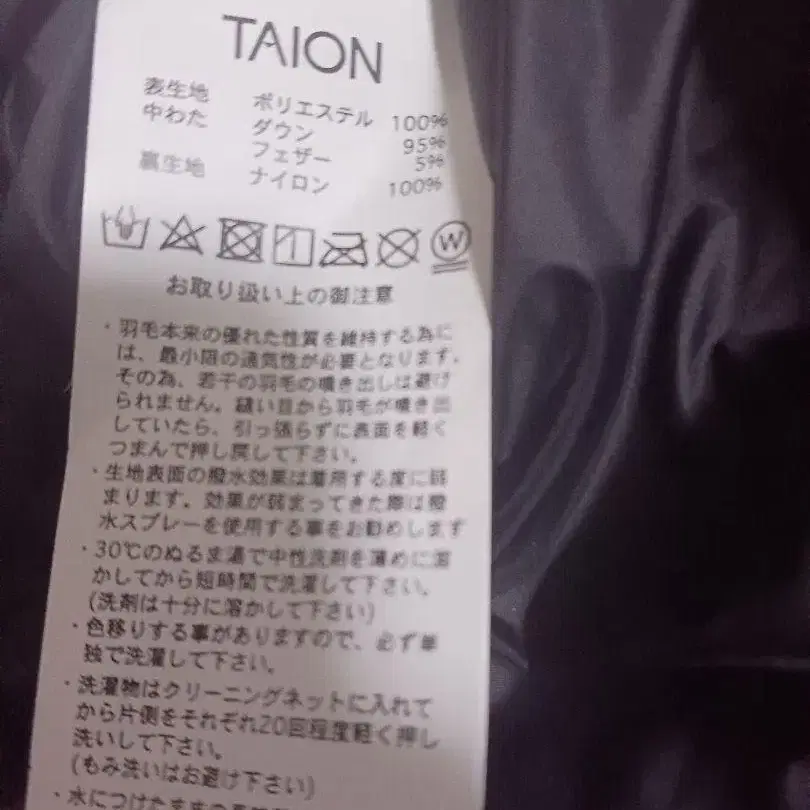 TAION
表生地 ポリエステル 100%
中わた ダウン 95%
フェザー 5%
裏生地 ナイロン 100%
W
お取り扱い上の御注意
・羽毛本来の優れた性質を維持する為に
は、最小限の通気性が必要となります。
その為、若干の羽毛の噴き出しは避け
られません。縫い目から羽毛が噴き出
していたら、引っ張らずに表面を軽く
つまんで押し戻して下さい。
・生地表面の撥水効果は着用する度に弱
まります。効果が弱まってきた際は撥
水スプレーを使用する事をお勧めします
・30℃のぬるま湯で中性洗剤を薄めに溶
かしてから短時間で洗濯して下さい。
(洗剤は十分に溶かして下さい)
・色移りする事がありますので、必ず単
独で洗濯して下さい。
・洗濯物はクリーニングネットに入れて
から片側をそれぞれ20回程度軽く押し
洗いして下さい。
(もみ洗いはお避け下さい)
・水につけたままの